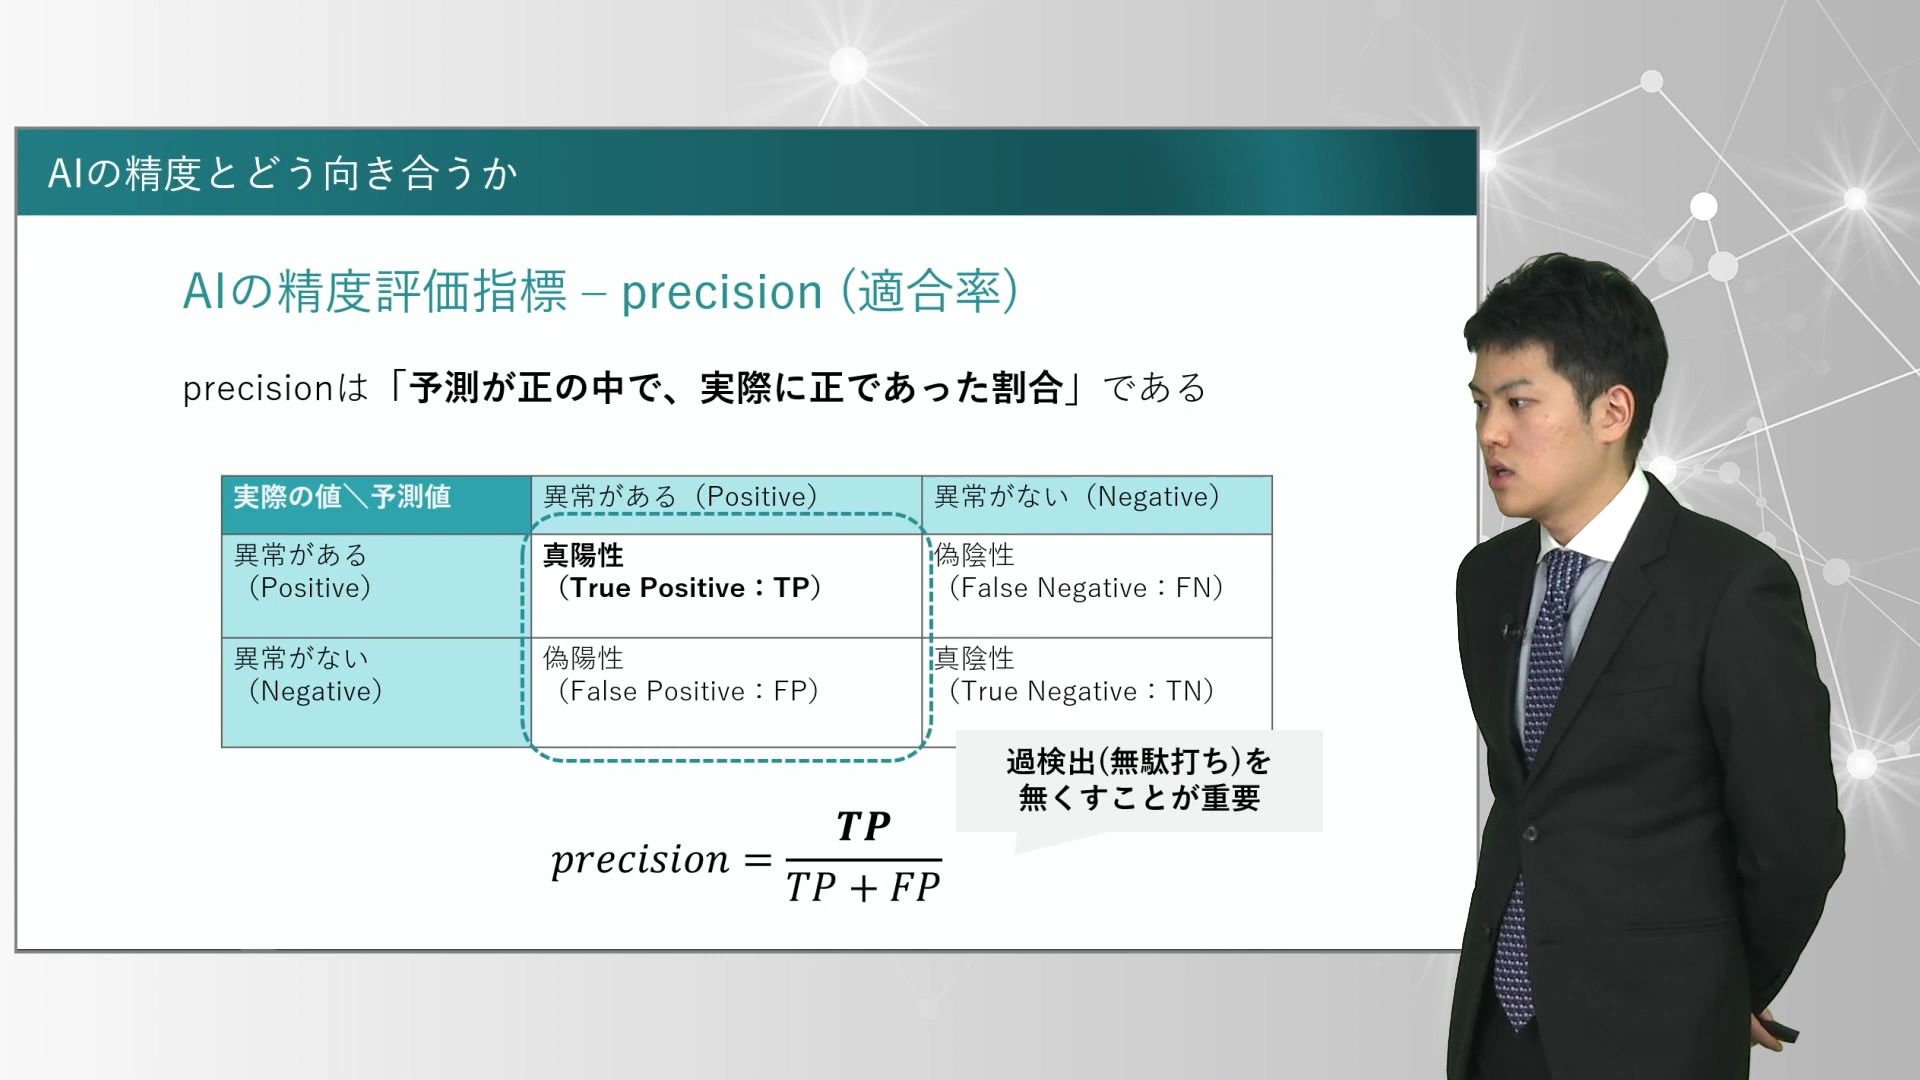 AIの精度とどう向き合うか
AIの精度評価指標 – precision (適合率)
precisionは「予測が正の中で、実際に正であった割合」である
実際の値＼予測値
異常がある（Positive）
異常がない（Negative）
異常がある
（Positive）
真陽性
（True Positive：TP）
偽陰性
（False Negative：FN）
異常がない
（Negative）
偽陽性
（False Positive：FP）
真陰性
（True Negative：TN）
過検出(無駄打ち)を
無くすことが重要
precision = TP / (TP + FP)